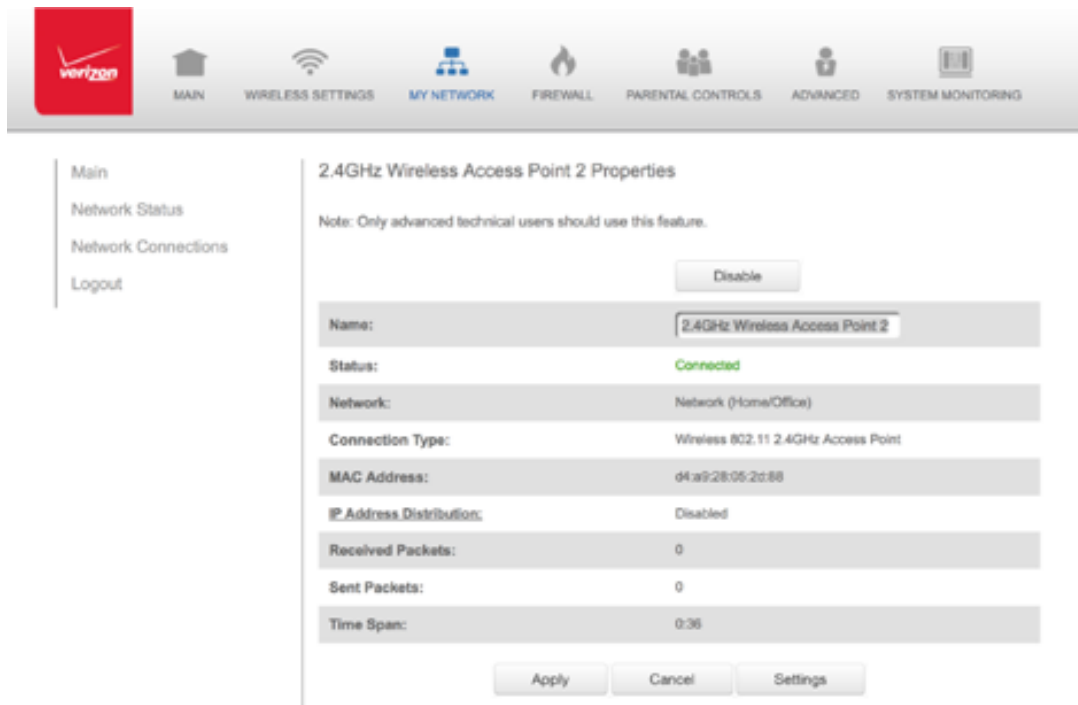 verizon
MAIN WIRELESS SETTINGS MY NETWORK FIREWALL PARENTAL CONTROLS ADVANCED SYSTEM MONITORING
Main
Network Status
Network Connections
Logout
2.4GHz Wireless Access Point 2 Properties
Note: Only advanced technical users should use this feature.
Disable
Name: 2.4GHz Wireless Access Point 2
Status: Connected
Network: Network (Home/Office)
Connection Type: Wireless 802.11 2.4GHz Access Point
MAC Address: d4:a9:28:05:2d:88
IP Address Distribution: Disabled
Received Packets: 0
Sent Packets: 0
Time Span: 0:36
Apply Cancel Settings